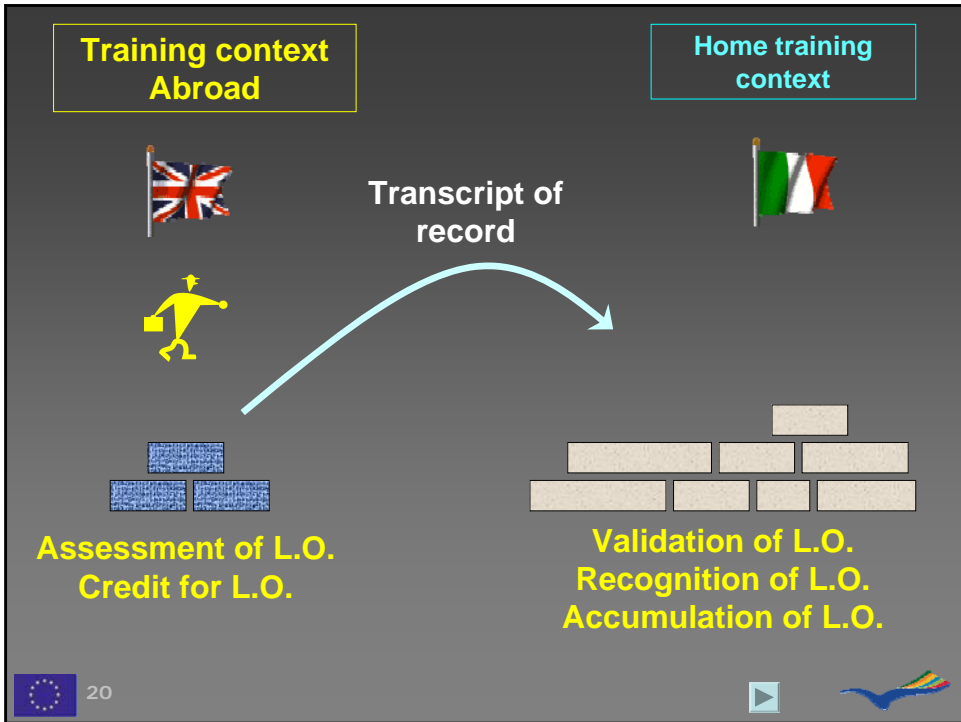 Training context
Abroad
Home training
context
Transcript of
record
Assessment of L.O.
Credit for L.O.
Validation of L.O.
Recognition of L.O.
Accumulation of L.O.
20